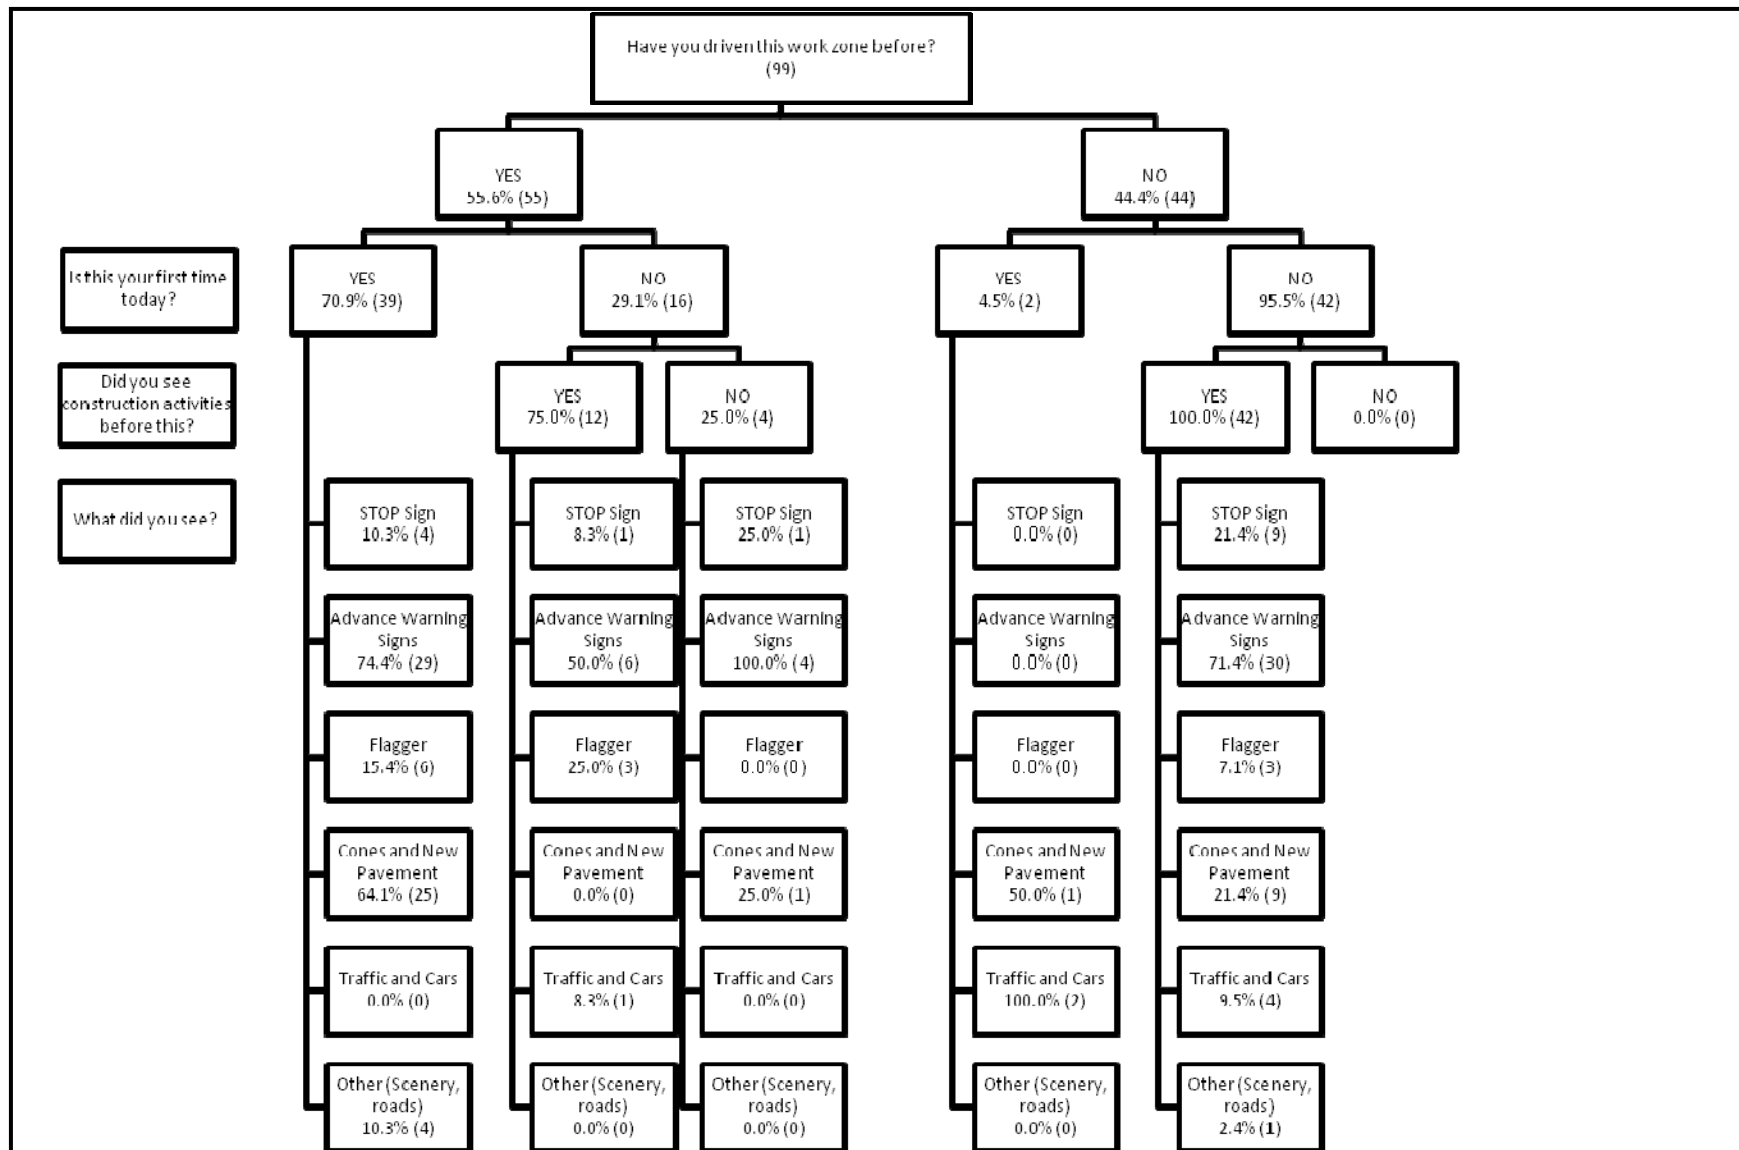 Have you driven this work zone before?
(99)
YES
55.6% (55)
NO
44.4% (44)
Is this your first time
today?
YES
70.9% (39)
NO
29.1% (16)
YES
4.5% (2)
NO
95.5% (42)
Did you see
construction activities
before this?
YES
75.0% (12)
NO
25.0% (4)
YES
100.0% (42)
NO
0.0% (0)
What did you see?
STOP Sign
10.3% (4)
STOP Sign
8.3% (1)
STOP Sign
25.0% (1)
STOP Sign
0.0% (0)
STOP Sign
21.4% (9)
Advance Warning
Signs
74.4% (29)
Advance Warning
Signs
50.0% (6)
Advance Warning
Signs
100.0% (4)
Advance Warning
Signs
0.0% (0)
Advance Warning
Signs
71.4% (30)
Flagger
15.4% (6)
Flagger
25.0% (3)
Flagger
0.0% (0)
Flagger
0.0% (0)
Flagger
7.1% (3)
Cones and New
Pavement
64.1% (25)
Cones and New
Pavement
0.0% (0)
Cones and New
Pavement
25.0% (1)
Cones and New
Pavement
50.0% (1)
Cones and New
Pavement
21.4% (9)
Traffic and Cars
0.0% (0)
Traffic and Cars
8.3% (1)
Traffic and Cars
0.0% (0)
Traffic and Cars
100.0% (2)
Traffic and Cars
9.5% (4)
Other (Scenery,
roads)
10.3% (4)
Other (Scenery,
roads)
0.0% (0)
Other (Scenery,
roads)
0.0% (0)
Other (Scenery,
roads)
0.0% (0)
Other (Scenery,
roads)
2.4% (1)